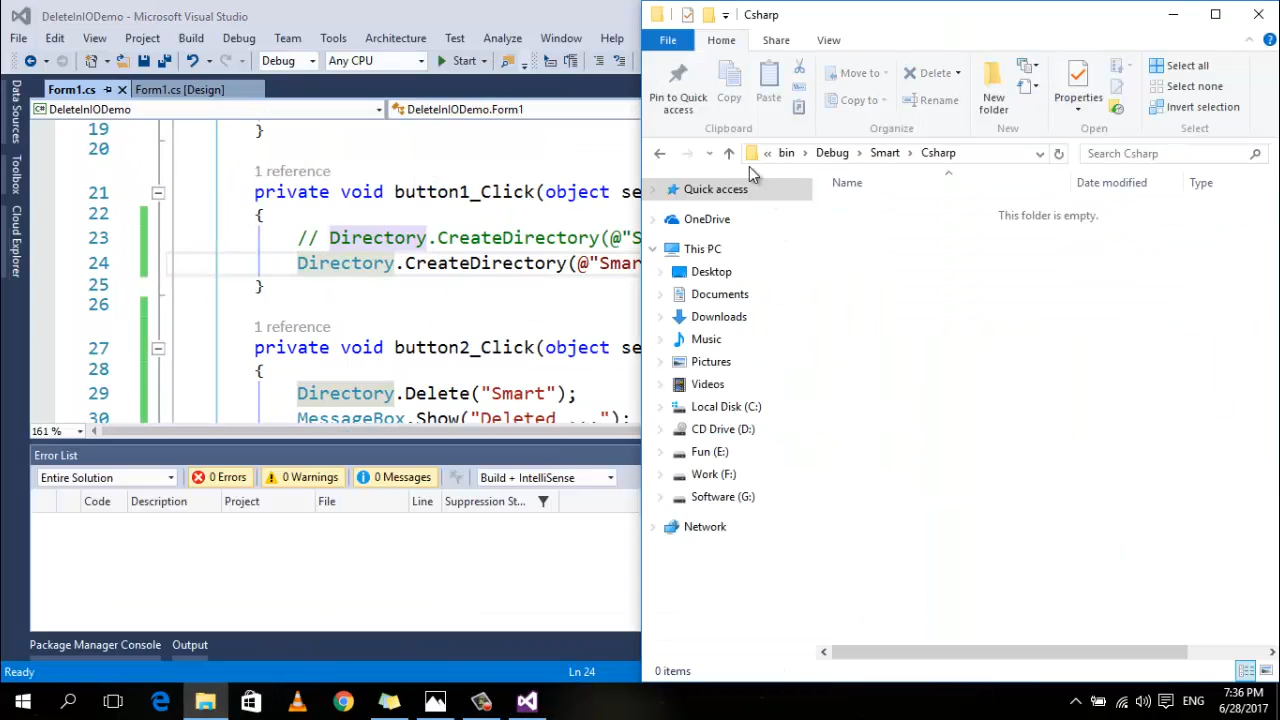 DeleteInIODemo - Microsoft Visual Studio
File Edit View Project Build Debug Team Tools Architecture Test Analyze Window Help
Debug Any CPU Start
Form1.cs Form1.cs [Design]
DeleteInIODemo DeleteInIODemo.Form1
Data Sources
Toolbox
Cloud Explorer
19 }
20
1 reference
21 private void button1_Click(object se
22 {
23 // Directory.CreateDirectory(@"S
24 Directory.CreateDirectory(@"Smar
25 }
26
1 reference
27 private void button2_Click(object se
28 {
29 Directory.Delete("Smart");
30 MessageBox.Show("Deleted ...");
161 %
Error List
Entire Solution 0 Errors 0 Warnings 0 Messages Build + IntelliSense
Code Description Project File Line Suppression St...
Package Manager Console Output
Ready Ln 24
Csharp
File Home Share View
Pin to Quick access
Copy
Paste
Clipboard
Move to
Copy to
Delete
Rename
Organize
New folder
New
Properties
Open
Select all
Select none
Invert selection
Select
« bin Debug Smart Csharp
Search Csharp
Name Date modified Type
This folder is empty.
Quick access
OneDrive
This PC
Desktop
Documents
Downloads
Music
Pictures
Videos
Local Disk (C:)
CD Drive (D:)
Fun (E:)
Work (F:)
Software (G:)
Network
0 items
ENG
7:36 PM
6/28/2017